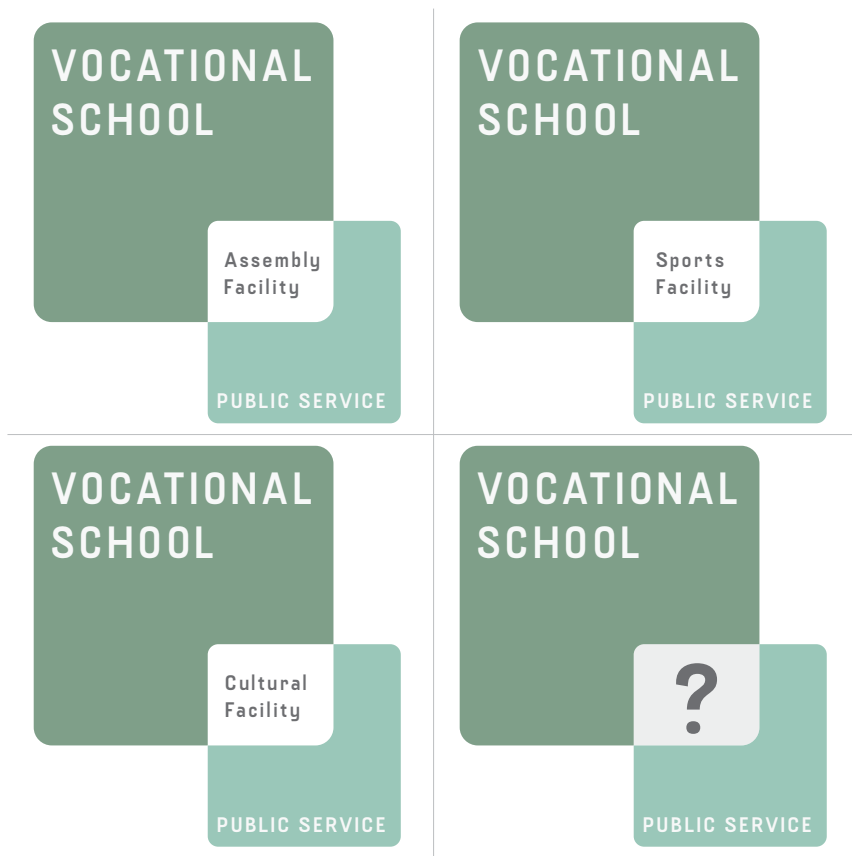 VOCATIONAL
SCHOOL
Assembly
Facility
PUBLIC SERVICE
VOCATIONAL
SCHOOL
Sports
Facility
PUBLIC SERVICE
VOCATIONAL
SCHOOL
Cultural
Facility
PUBLIC SERVICE
VOCATIONAL
SCHOOL
?
PUBLIC SERVICE